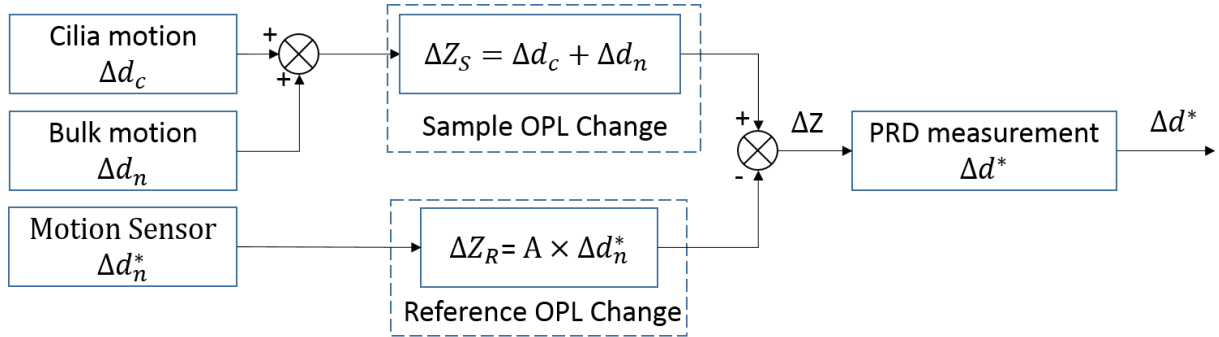 Cilia motion
Δd_c
+
+
ΔZ_S = Δd_c + Δd_n
Sample OPL Change
Bulk motion
Δd_n
+
-
ΔZ
PRD measurement
Δd*
Δd*
Motion Sensor
Δd_n^*
ΔZ_R= A × Δd_n^*
Reference OPL Change